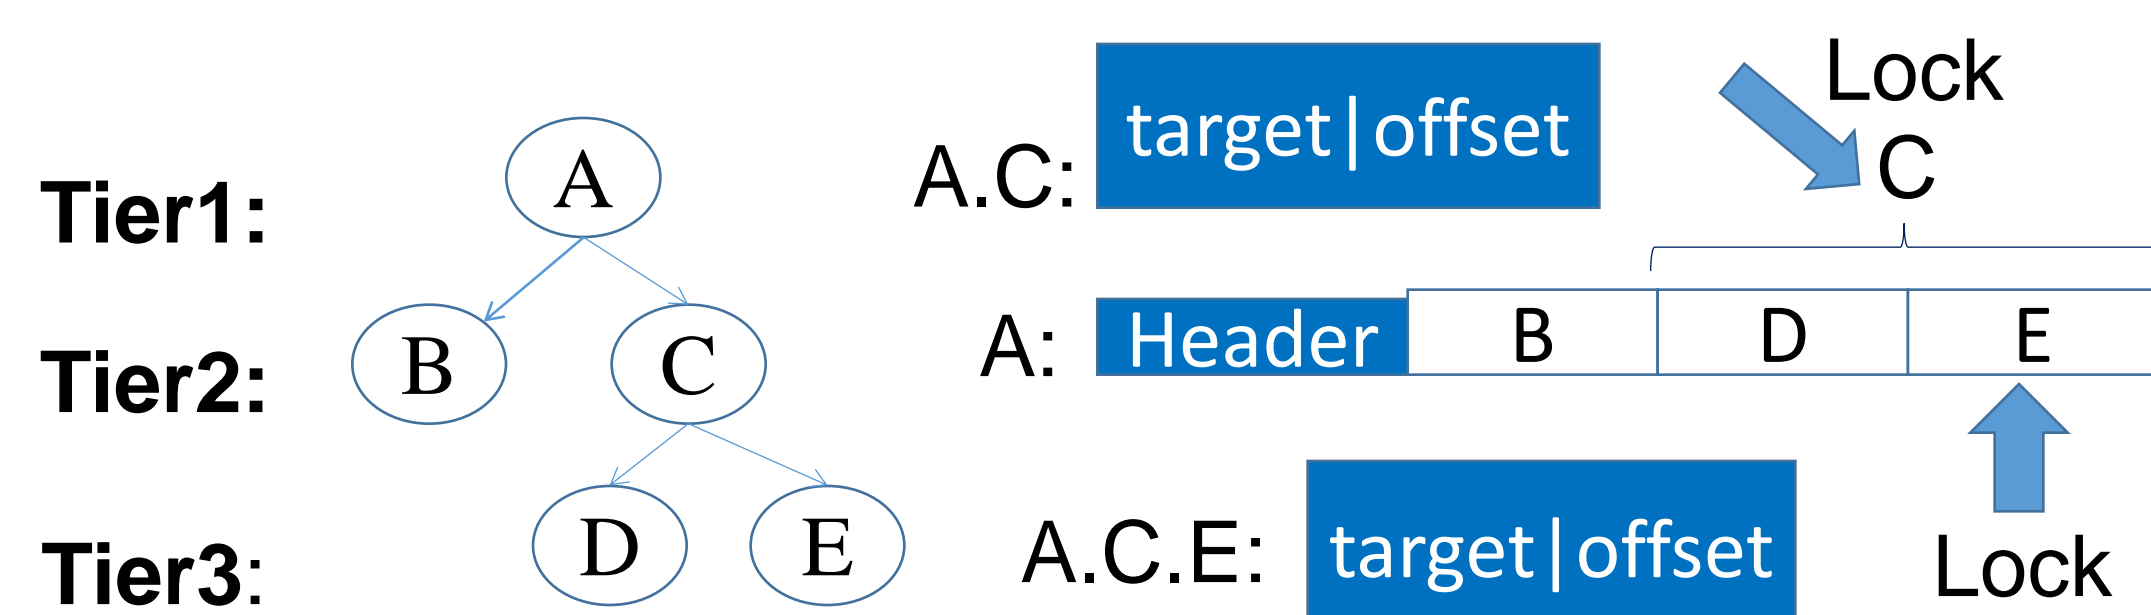 Tier1:
A
A.C:
target|offset
Lock
C
Tier2:
B
C
A:
Header
B
D
E
Tier3:
D
E
A.C.E:
target|offset
Lock